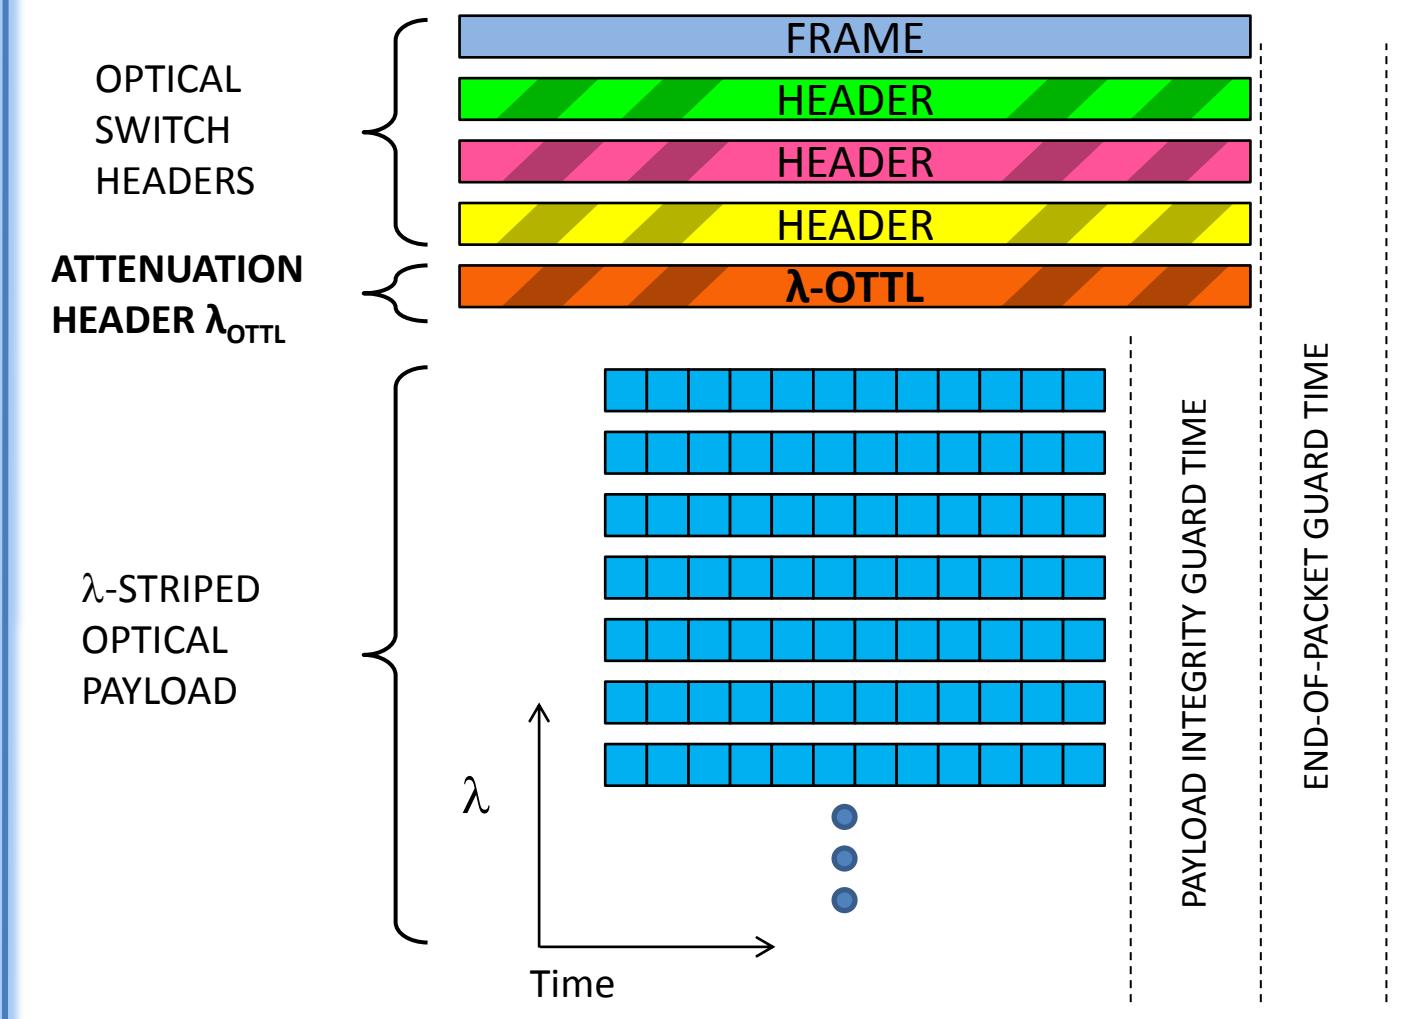 OPTICAL
SWITCH
HEADERS
FRAME
HEADER
HEADER
HEADER
ATTENUATION
HEADER λOTTL
λ-OTTL
λ-STRIPED
OPTICAL
PAYLOAD
λ
Time
PAYLOAD INTEGRITY GUARD TIME
END-OF-PACKET GUARD TIME